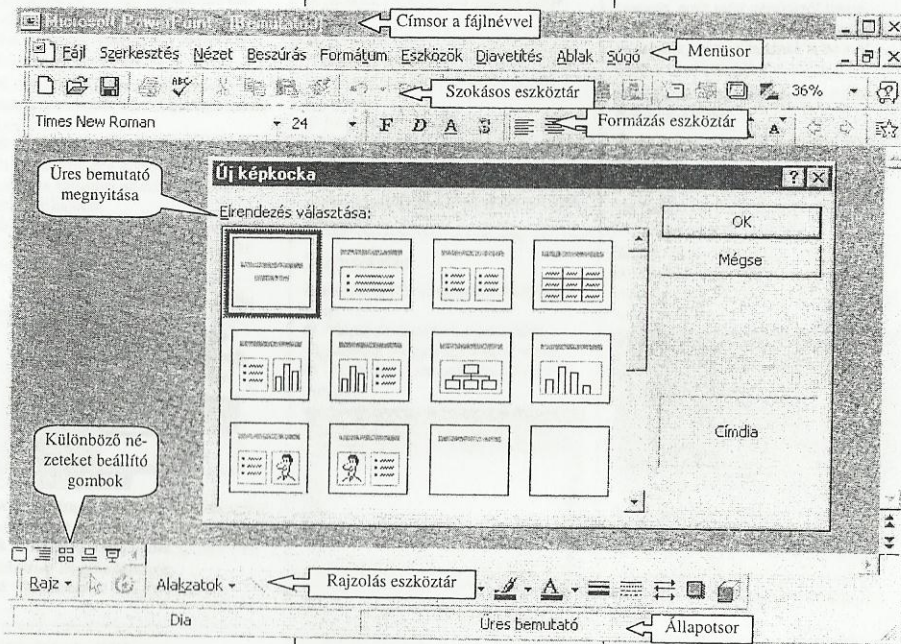 Microsoft PowerPoint - [Bemutató1]
Címsor a fájlnévvel
Fájl Szerkesztés Nézet Beszúrás Formátum Eszközök Diavetítés Ablak Súgó
Menüsor
ABC
Szokásos eszköztár
36%
Times New Roman
24
F D A S
Formázás eszköztár
A
Üres bemutató
megnyitása
Új képkocka
Elrendezés választása:
OK
Mégse
Címdia
Különböző né-
zeteket beállító
gombok
Rajz
Alakzatok
Rajzolás eszköztár
A
Dia
Üres bemutató
Állapotsor